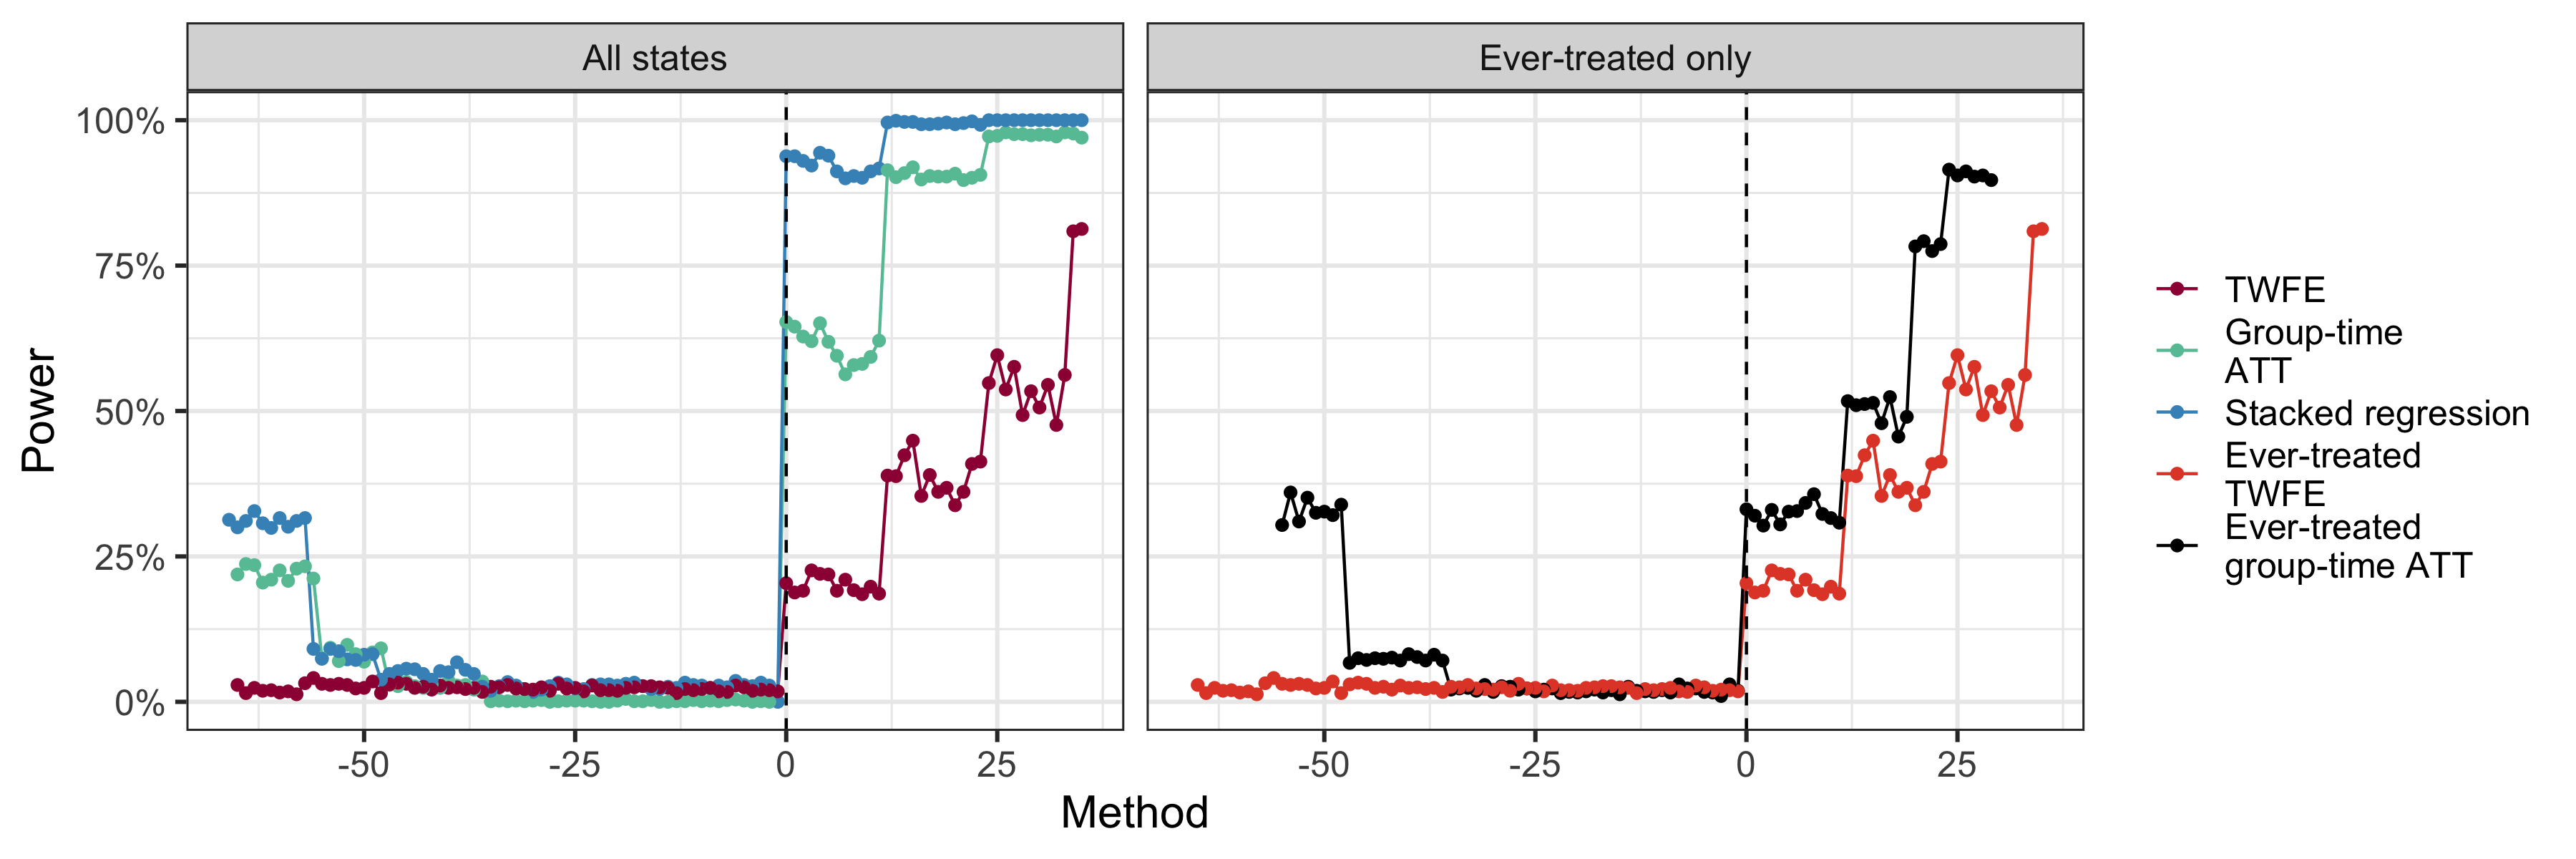 All states
Ever-treated only
100%
75%
50%
25%
0%
Power
-50
-25
0
25
-50
-25
0
25
Method
TWFE
Group-time
ATT
Stacked regression
Ever-treated
TWFE
Ever-treated
group-time ATT